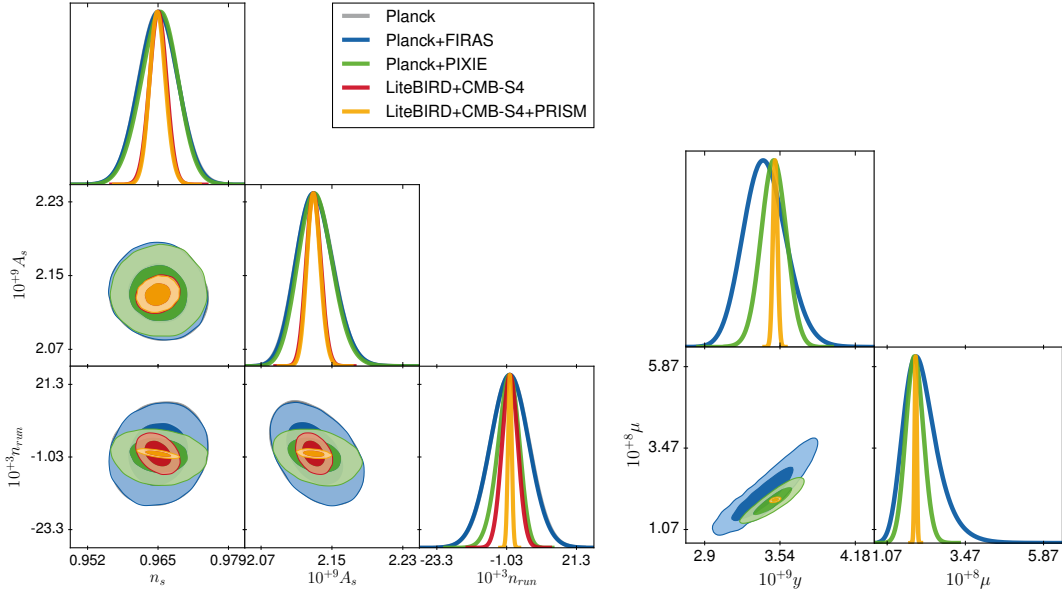 Planck
Planck+FIRAS
Planck+PIXIE
LiteBIRD+CMB-S4
LiteBIRD+CMB-S4+PRISM
2.23
2.15
2.07
10^{+9}A_s
21.3
-1.03
-23.3
10^{+3}n_{run}
0.952 0.965 0.979
n_s
2.07 2.15 2.23
10^{+9}A_s
-23.3 -1.03 21.3
10^{+3}n_{run}
5.87
3.47
1.07
10^{+8}μ
2.9 3.54 4.18
10^{+9}y
1.07 3.47 5.87
10^{+8}μ